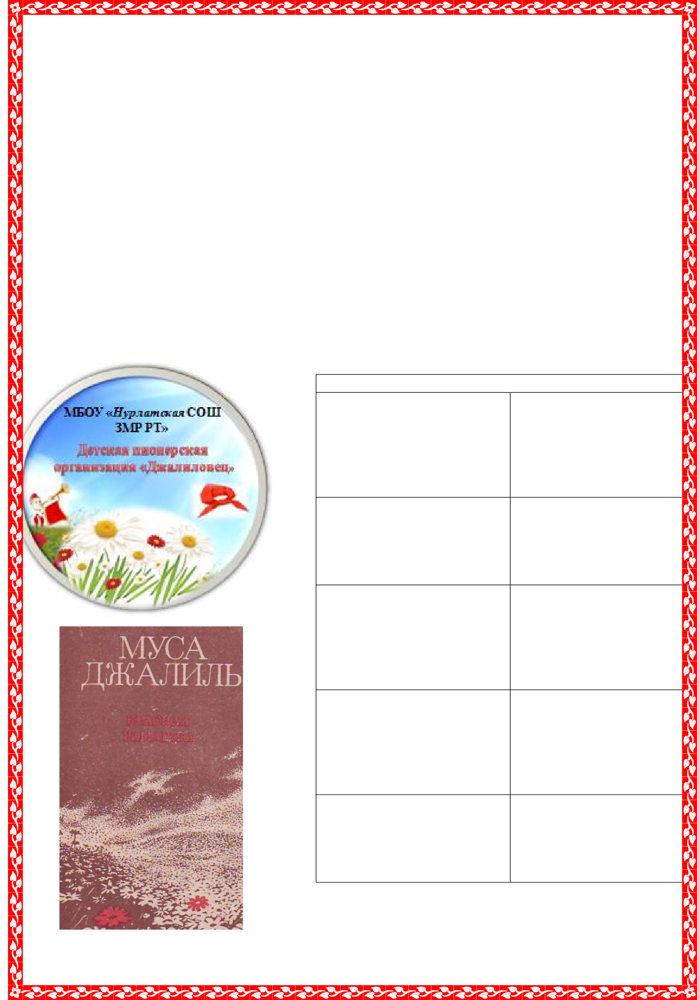 МБОУ «Нурлатская СОШ
ЗМР РТ»
Детская пионерская
организация «Джалиловец»
МУСА
ДЖАЛИЛЬ
КРАСНАЯ
РОМАШКА